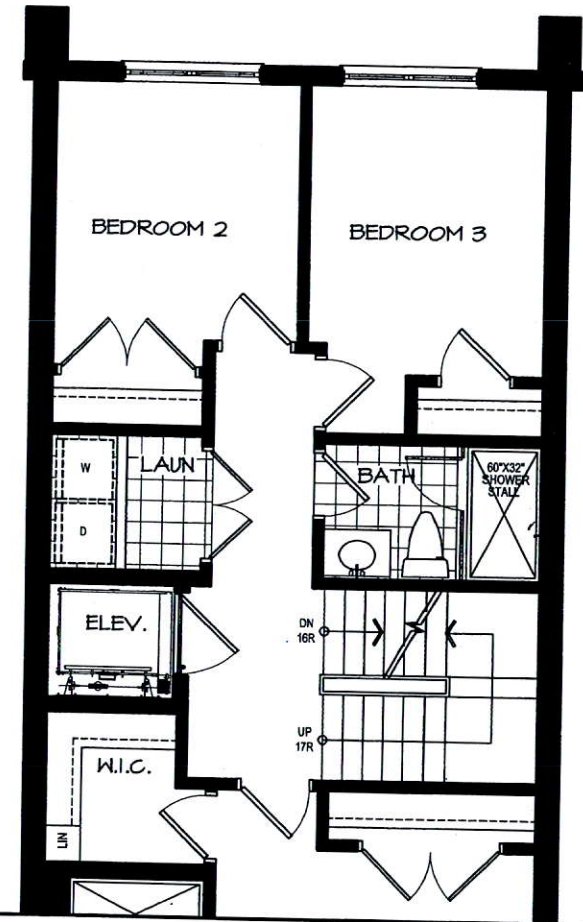 BEDROOM 2
BEDROOM 3
W
LAUN
D
BATH
60"X32"
SHOWER
STALL
ELEV.
DN
16R
UP
17R
W.I.C.
LIN